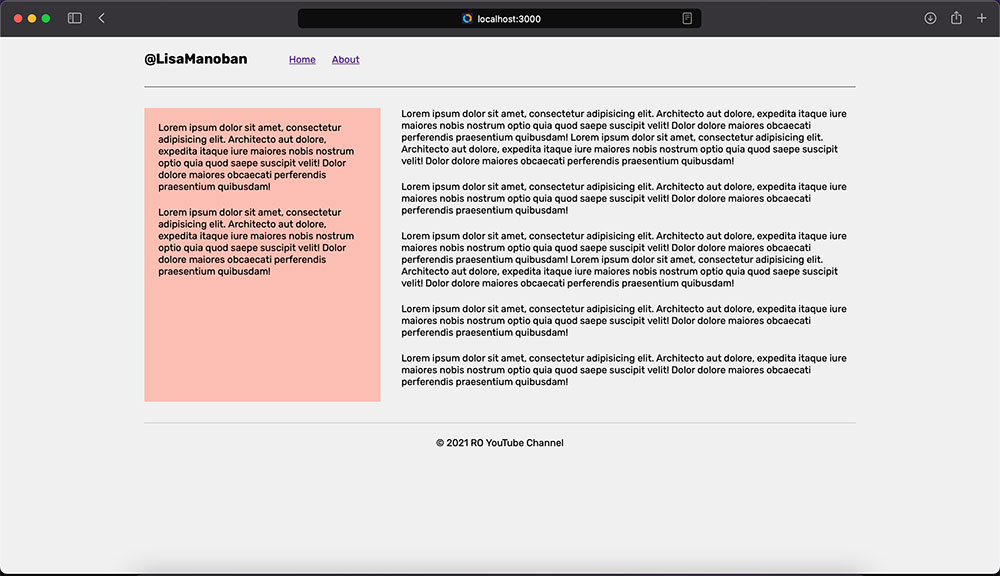 localhost:3000
@LisaManoban Home About
Lorem ipsum dolor sit amet, consectetur
adipisicing elit. Architecto aut dolore,
expedita itaque iure maiores nobis nostrum
optio quia quod saepe suscipit velit! Dolor
dolore maiores obcaecati perferendis
praesentium quibusdam!
Lorem ipsum dolor sit amet, consectetur
adipisicing elit. Architecto aut dolore,
expedita itaque iure maiores nobis nostrum
optio quia quod saepe suscipit velit! Dolor
dolore maiores obcaecati perferendis
praesentium quibusdam!
Lorem ipsum dolor sit amet, consectetur adipisicing elit. Architecto aut dolore, expedita itaque iure
maiores nobis nostrum optio quia quod saepe suscipit velit! Dolor dolore maiores obcaecati
perferendis praesentium quibusdam! Lorem ipsum dolor sit amet, consectetur adipisicing elit.
Architecto aut dolore, expedita itaque iure maiores nobis nostrum optio quia quod saepe suscipit
velit! Dolor dolore maiores obcaecati perferendis praesentium quibusdam!
Lorem ipsum dolor sit amet, consectetur adipisicing elit. Architecto aut dolore, expedita itaque iure
maiores nobis nostrum optio quia quod saepe suscipit velit! Dolor dolore maiores obcaecati
perferendis praesentium quibusdam!
Lorem ipsum dolor sit amet, consectetur adipisicing elit. Architecto aut dolore, expedita itaque iure
maiores nobis nostrum optio quia quod saepe suscipit velit! Dolor dolore maiores obcaecati
perferendis praesentium quibusdam! Lorem ipsum dolor sit amet, consectetur adipisicing elit.
Architecto aut dolore, expedita itaque iure maiores nobis nostrum optio quia quod saepe suscipit
velit! Dolor dolore maiores obcaecati perferendis praesentium quibusdam!
Lorem ipsum dolor sit amet, consectetur adipisicing elit. Architecto aut dolore, expedita itaque iure
maiores nobis nostrum optio quia quod saepe suscipit velit! Dolor dolore maiores obcaecati
perferendis praesentium quibusdam!
Lorem ipsum dolor sit amet, consectetur adipisicing elit. Architecto aut dolore, expedita itaque iure
maiores nobis nostrum optio quia quod saepe suscipit velit! Dolor dolore maiores obcaecati
perferendis praesentium quibusdam!
© 2021 RO YouTube Channel